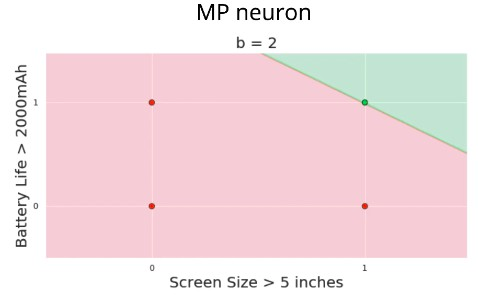 MP neuron
b = 2
Battery Life > 2000mAh
1
0
0
1
Screen Size > 5 inches